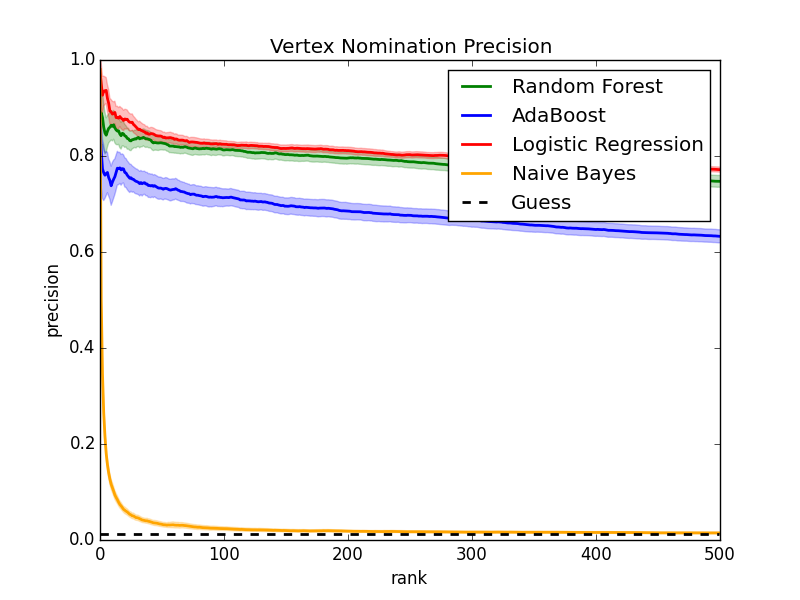 Vertex Nomination Precision
1.0
0.8
0.6
0.4
0.2
0.0
precision
Random Forest
AdaBoost
Logistic Regression
Naive Bayes
Guess
0 100 200 300 400 500
rank